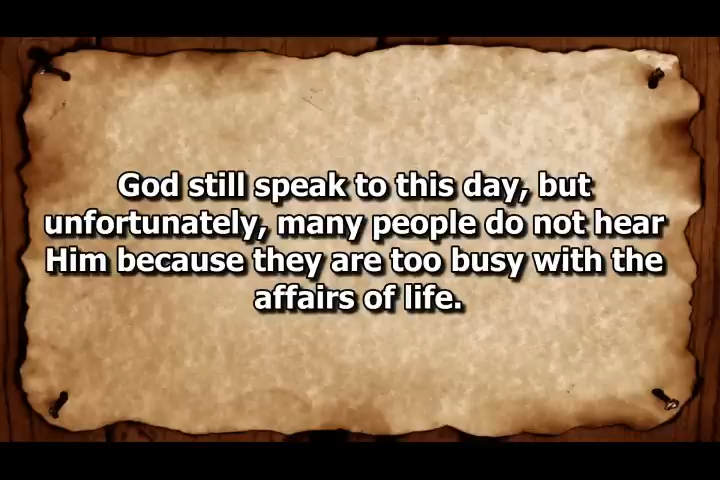 God still speak to this day, but
unfortunately, many people do not hear
Him because they are too busy with the
affairs of life.